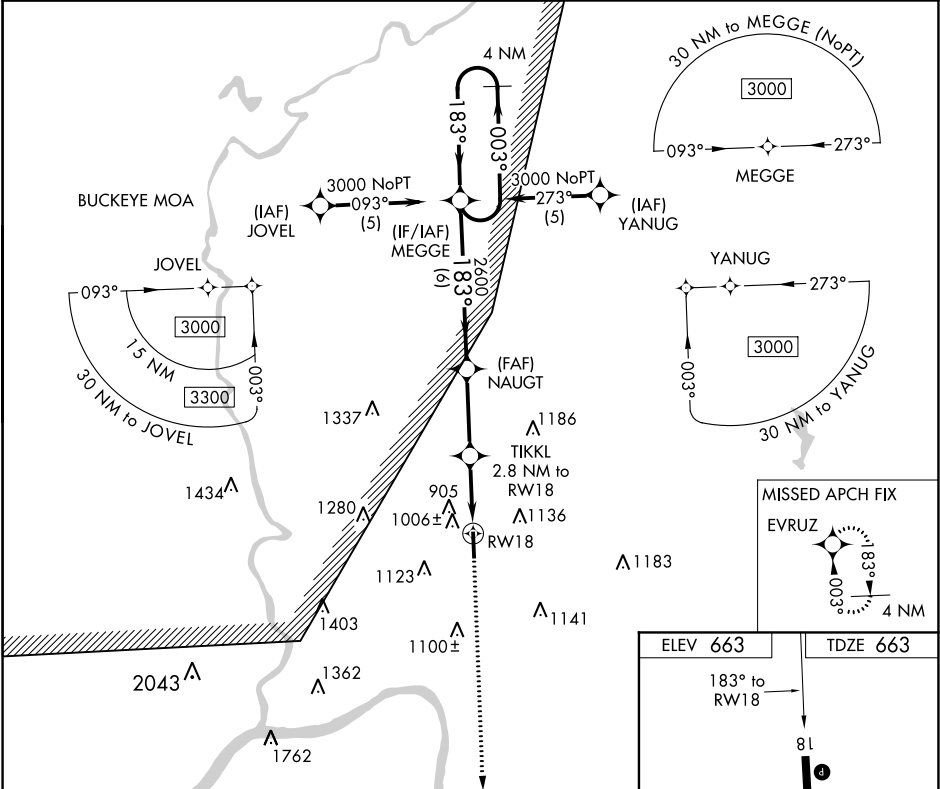 4 NM
183°
003°
30 NM to MEGGE (NoPT)
3000
093°
273°
MEGGE
BUCKEYE MOA
(IAF)
JOVEL
3000 NoPT
093°
(5)
(IF/IAF)
MEGGE
3000 NoPT
273°
(5)
(IAF)
YANUG
183°
2600
(6)
JOVEL
093°
3000
15 NM
3300
003°
30 NM to JOVEL
YANUG
273°
3000
003°
30 NM to YANUG
(FAF)
NAUGT
1337
1186
TIKKL
2.8 NM to
RW18
1434
905
1280
1006±
1136
RW18
1123
1183
1403
1141
1100±
2043
1362
1762
MISSED APCH FIX
EVRUZ
183°
003°
4 NM
ELEV 663
TDZE 663
183° to
RW18
18
P